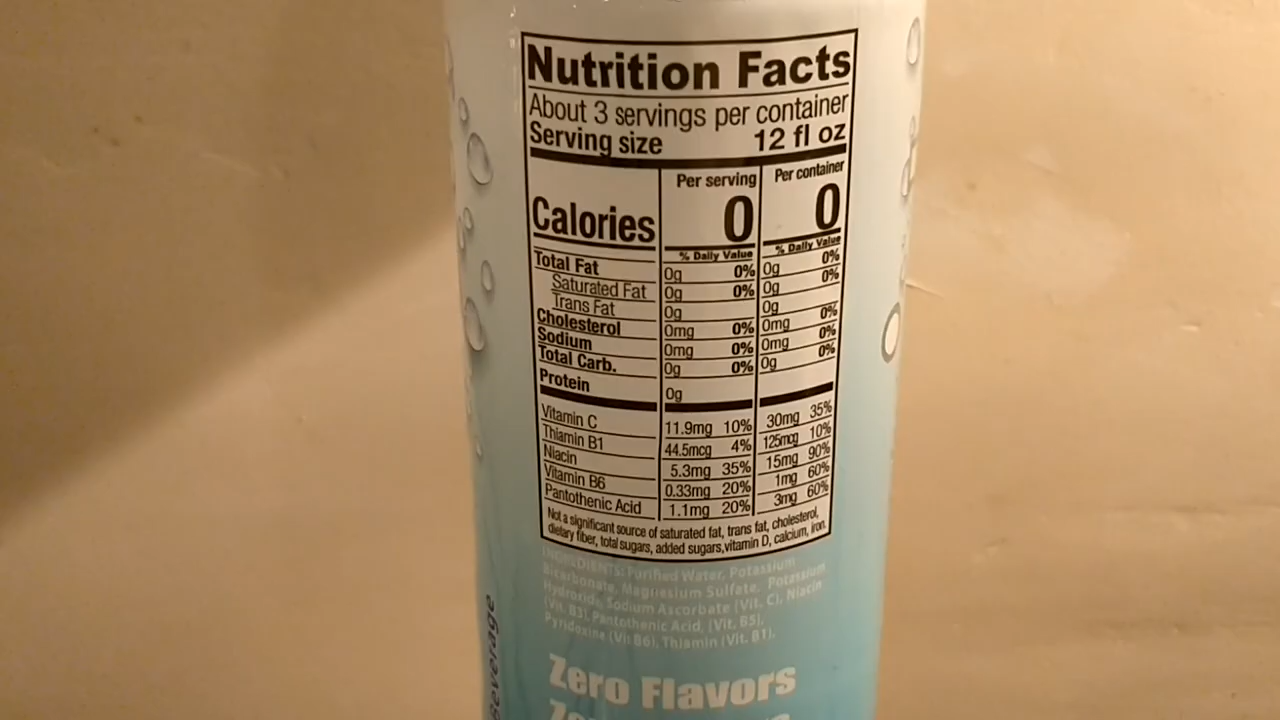 Nutrition Facts
About 3 servings per container
Serving size 12 fl oz
Per serving Per container
Calories 0 0
% Daily Value % Daily Value
Total Fat 0g 0% 0g 0%
Saturated Fat 0g 0% 0g 0%
Trans Fat 0g 0g
Cholesterol 0mg 0% 0mg 0%
Sodium 0mg 0% 0mg 0%
Total Carb. 0g 0% 0g 0%
Protein 0g
Vitamin C 11.9mg 10% 30mg 35%
Thiamin B1 44.5mcg 4% 125mcg 10%
Niacin 5.3mg 35% 15mg 90%
Vitamin B6 0.33mg 20% 1mg 60%
Pantothenic Acid 1.1mg 20% 3mg 60%
Not a significant source of saturated fat, trans fat, cholesterol,
dietary fiber, total sugars, added sugars,vitamin D, calcium, iron.
INGREDIENTS: Purified Water, Potassium
Bicarbonate, Magnesium Sulfate, Potassium
Hydroxide, Sodium Ascorbate (Vit. C), Niacin
(Vit. B3), Pantothenic Acid, (Vit. B5),
Pyridoxine (Vit B6), Thiamin (Vit. B1).
Zero Flavors
Beverage